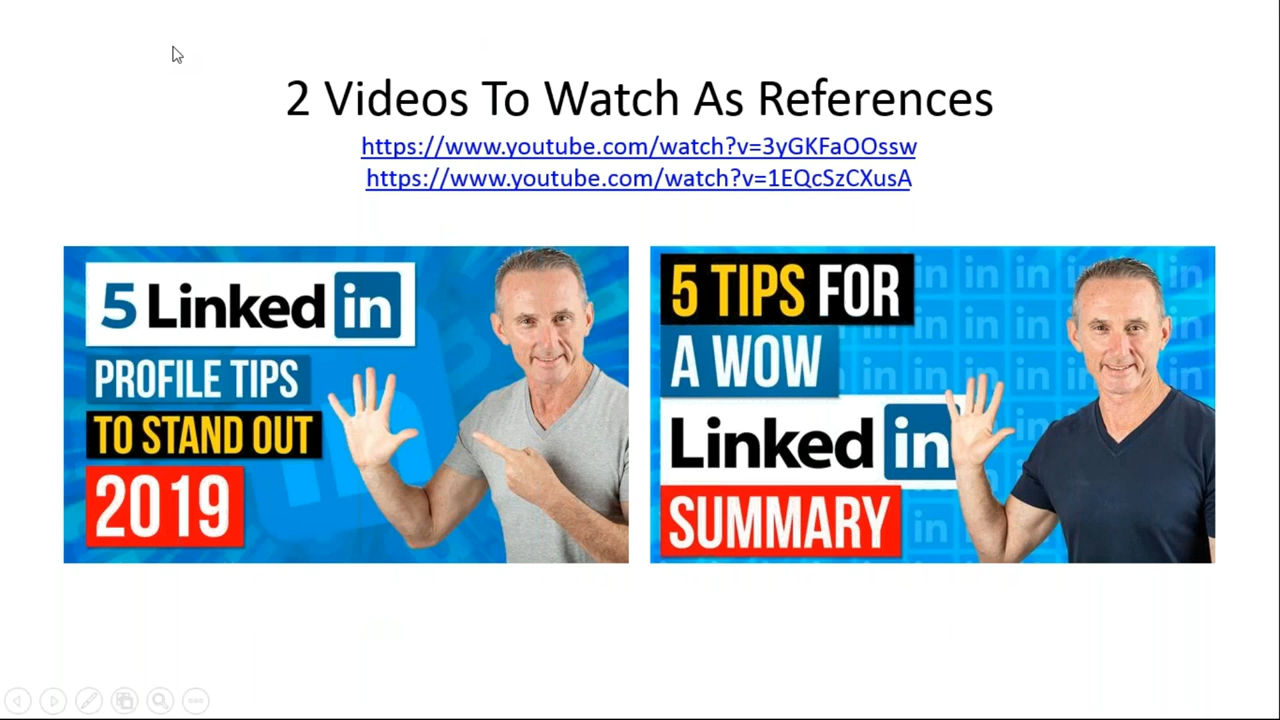 2 Videos To Watch As References
https://www.youtube.com/watch?v=3yGKFaOOssw
https://www.youtube.com/watch?v=1EQcSzCXusA
5 Linked in
PROFILE TIPS
TO STAND OUT
2019
5 TIPS FOR
A WOW
Linked in
SUMMARY